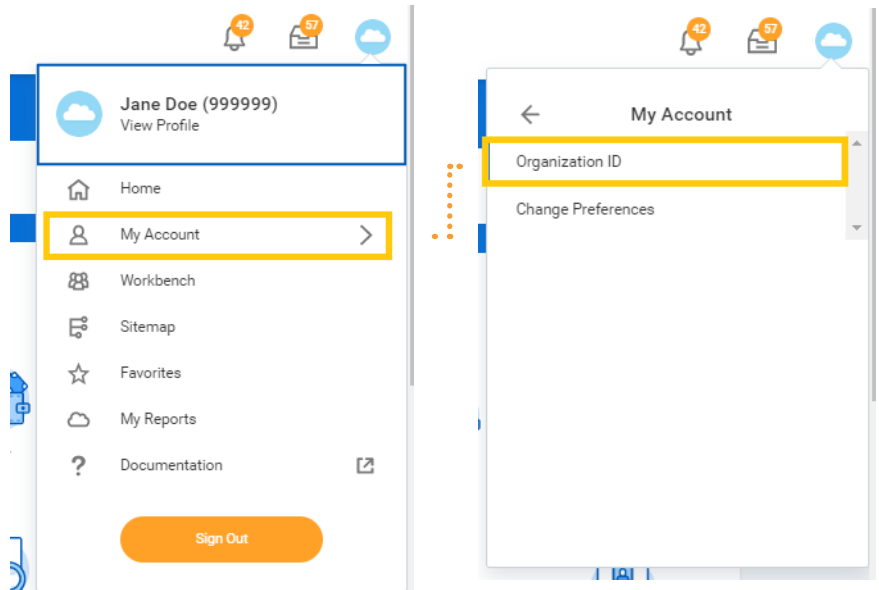 42
57
Jane Doe (999999)
View Profile
Home
My Account
Workbench
Sitemap
Favorites
My Reports
? Documentation
Sign Out
42
57
My Account
Organization ID
Change Preferences